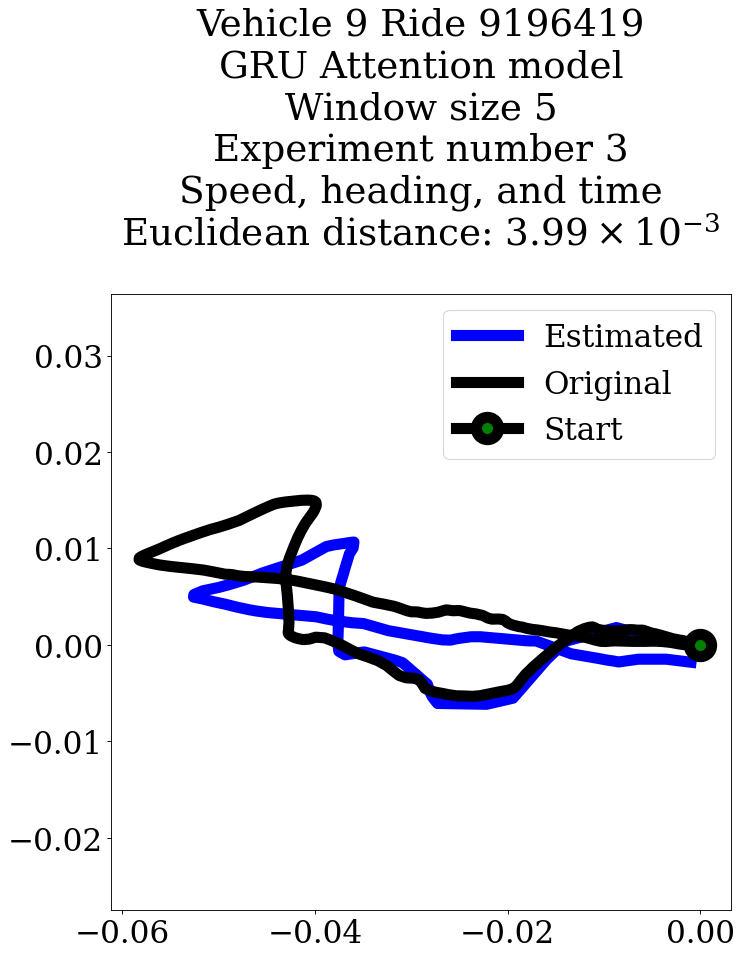 Vehicle 9 Ride 9196419
GRU Attention model
Window size 5
Experiment number 3
Speed, heading, and time
Euclidean distance: 3.99 × 10⁻³
Estimated
Original
Start
0.03
0.02
0.01
0.00
−0.01
−0.02
−0.06 −0.04 −0.02 0.00